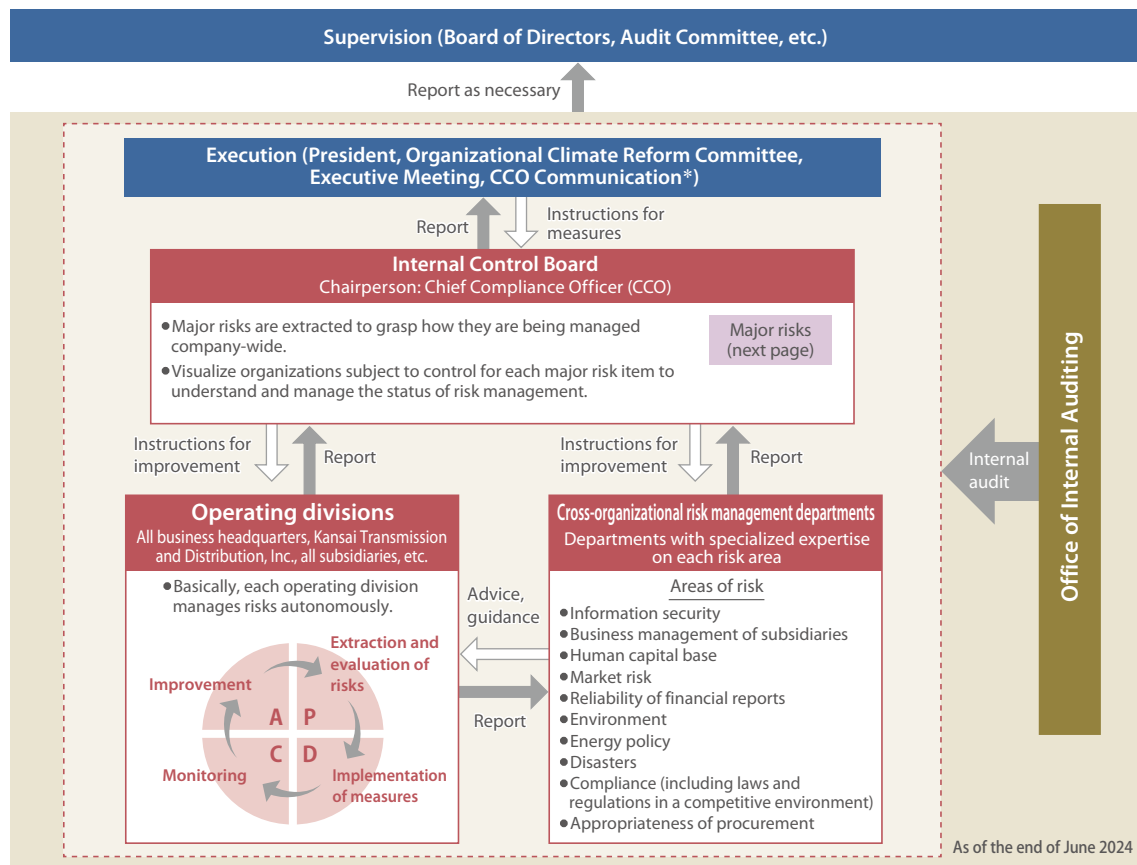 Supervision (Board of Directors, Audit Committee, etc.)
Report as necessary
Execution (President, Organizational Climate Reform Committee,
Executive Meeting, CCO Communication*)
Report
Instructions for
measures
Internal Control Board
Chairperson: Chief Compliance Officer (CCO)
●Major risks are extracted to grasp how they are being managed
company-wide.
●Visualize organizations subject to control for each major risk item to
understand and manage the status of risk management.
Major risks
(next page)
Instructions for
improvement
Report
Instructions for
improvement
Report
Internal
audit
Office of Internal Auditing
Operating divisions
All business headquarters, Kansai Transmission
and Distribution, Inc., all subsidiaries, etc.
●Basically, each operating division
manages risks autonomously.
Extraction and
evaluation of
risks
Improvement
A P
C D
Monitoring
Implementation
of measures
Advice,
guidance
Report
Cross-organizational risk management departments
Departments with specialized expertise
on each risk area
Areas of risk
●Information security
●Business management of subsidiaries
●Human capital base
●Market risk
●Reliability of financial reports
●Environment
●Energy policy
●Disasters
●Compliance (including laws and
regulations in a competitive environment)
●Appropriateness of procurement
As of the end of June 2024